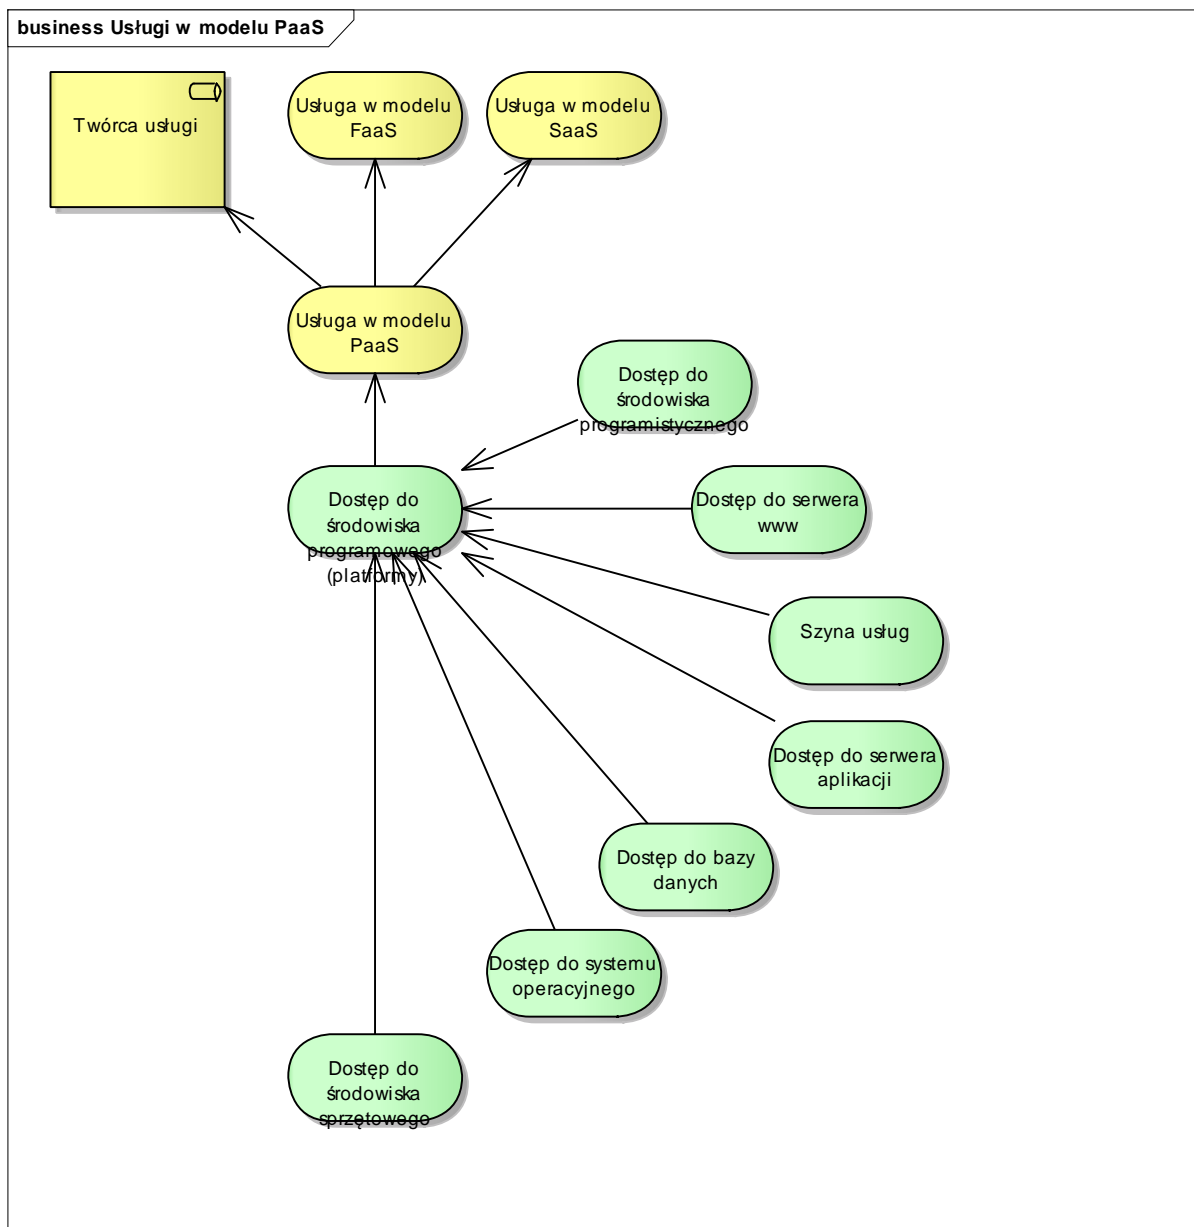 business Usługi w modelu PaaS
Twórca usługi
Usługa w modelu
FaaS
Usługa w modelu
SaaS
Usługa w modelu
PaaS
Dostęp do
środowiska
programistycznego
Dostęp do
środowiska
programowego
(platformy)
Dostęp do serwera
www
Szyna usług
Dostęp do serwera
aplikacji
Dostęp do bazy
danych
Dostęp do systemu
operacyjnego
Dostęp do
środowiska
sprzętowego